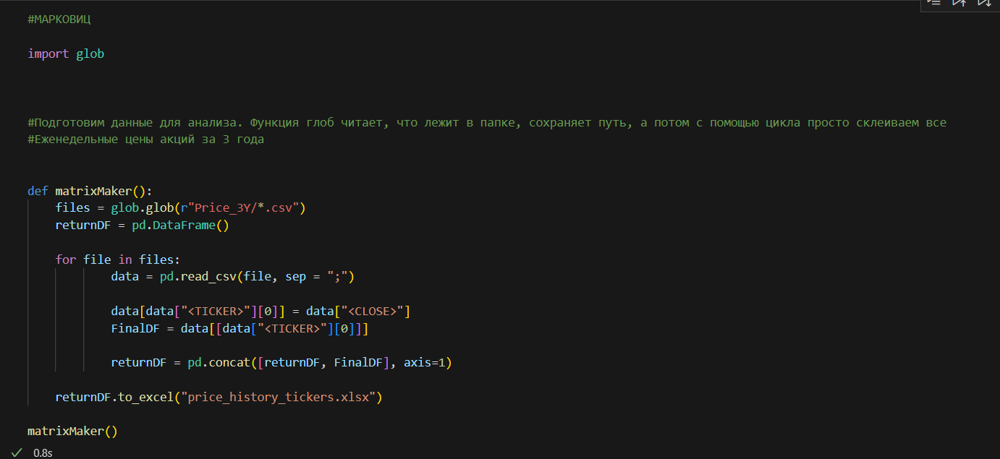 #МАРКОВИЦ
import glob
#Подготовим данные для анализа. Функция глоб читает, что лежит в папке, сохраняет путь, а потом с помощью цикла просто склеиваем все
#Еженедельные цены акций за 3 года
def matrixMaker():
    files = glob.glob(r"Price_3Y/*.csv")
    returnDF = pd.DataFrame()
    for file in files:
            data = pd.read_csv(file, sep = ";")
            data[data["<TICKER>"][0]] = data["<CLOSE>"]
            FinalDF = data[[data["<TICKER>"][0]]]
            returnDF = pd.concat([returnDF, FinalDF], axis=1)
    returnDF.to_excel("price_history_tickers.xlsx")
matrixMaker()
0.8s